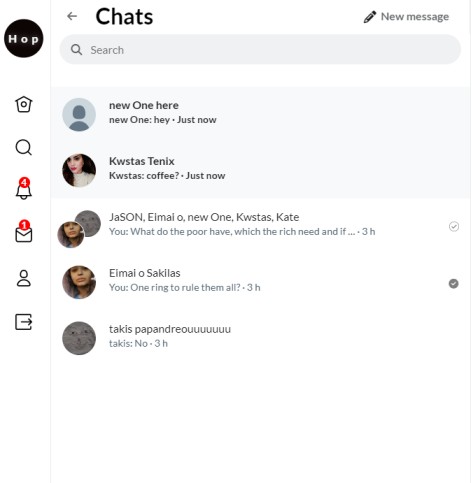 Chats
New message
Hop
Search
new One here
new One: hey · Just now
Kwstas Tenix
Kwstas: coffee? · Just now
4
JaSON, Eimai o, new One, Kwstas, Kate
You: What do the poor have, which the rich need and if ... · 3 h
1
Eimai o Sakilas
You: One ring to rule them all? · 3 h
takis papandreouuuuuuu
takis: No · 3 h